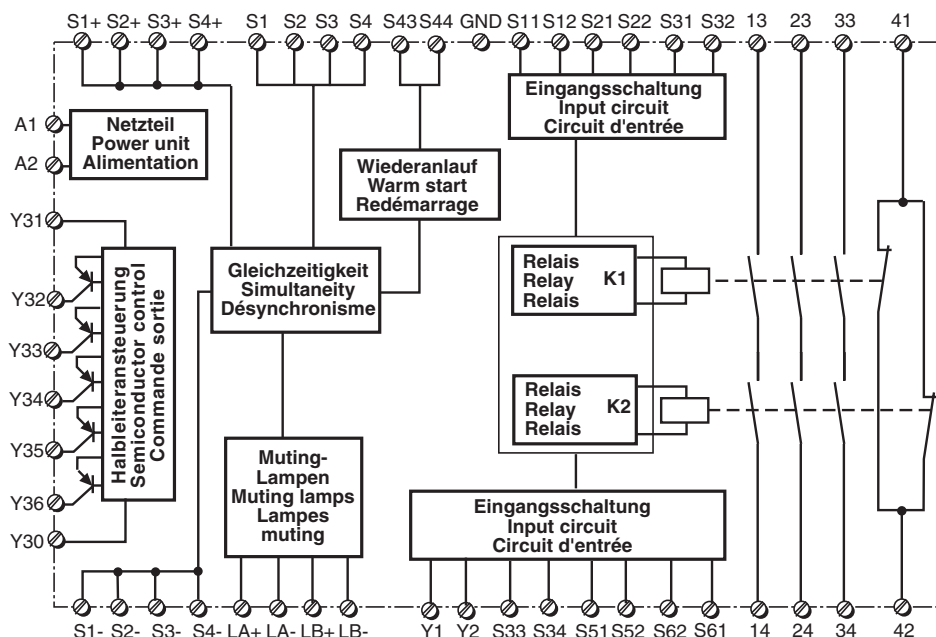 S1+ S2+ S3+ S4+ S1 S2 S3 S4 S43 S44 GND S11 S12 S21 S22 S31 S32 13 23 33 41
A1
A2
Netzteil
Power unit
Alimentation
Eingangsschaltung
Input circuit
Circuit d'entrée
Wiederanlauf
Warm start
Redémarrage
Y31
Y32
Y33
Y34
Y35
Y36
Y30
Halbleiteransteuerung
Semiconductor control
Commande sortie
Gleichzeitigkeit
Simultaneity
Désynchronisme
Relais
Relay
Relais
K1
Relais
Relay
Relais
K2
Muting-
Lampen
Muting lamps
Lampes
muting
Eingangsschaltung
Input circuit
Circuit d'entrée
S1- S2- S3- S4- LA+ LA- LB+ LB- Y1 Y2 S33 S34 S51 S52 S62 S61 14 24 34 42